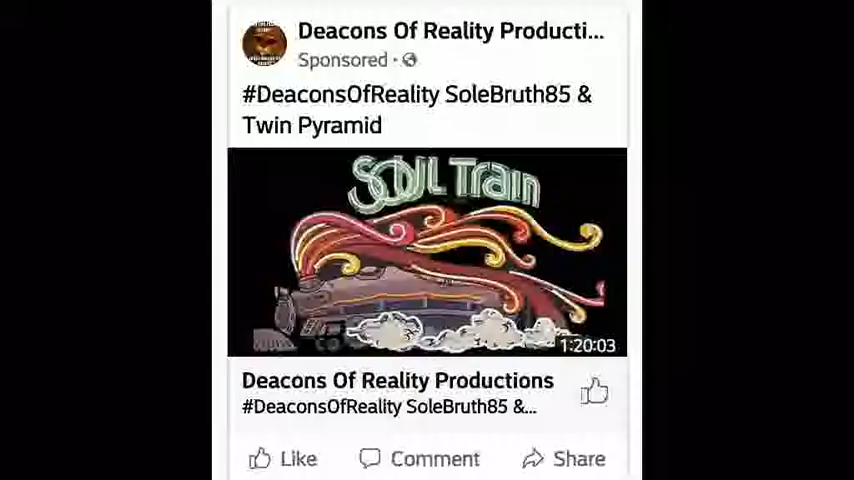 Deacons Of Reality Producti...
Sponsored ·
#DeaconsOfReality SoleBruth85 &
Twin Pyramid
SOUL Train
1:20:03
Deacons Of Reality Productions
#DeaconsOfReality SoleBruth85 &...
Like Comment Share